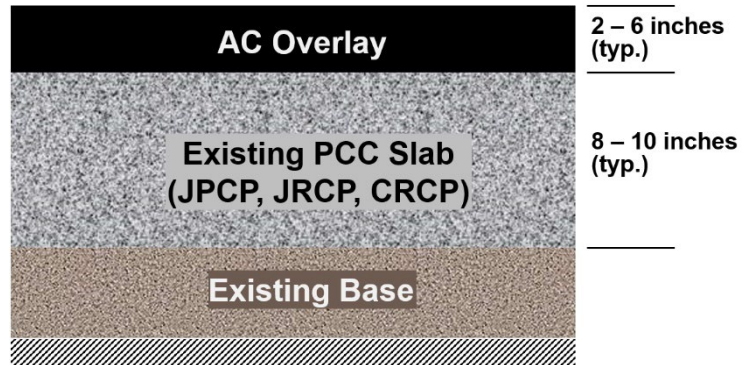 AC Overlay
2 – 6 inches
(typ.)
Existing PCC Slab
(JPCP, JRCP, CRCP)
8 – 10 inches
(typ.)
Existing Base